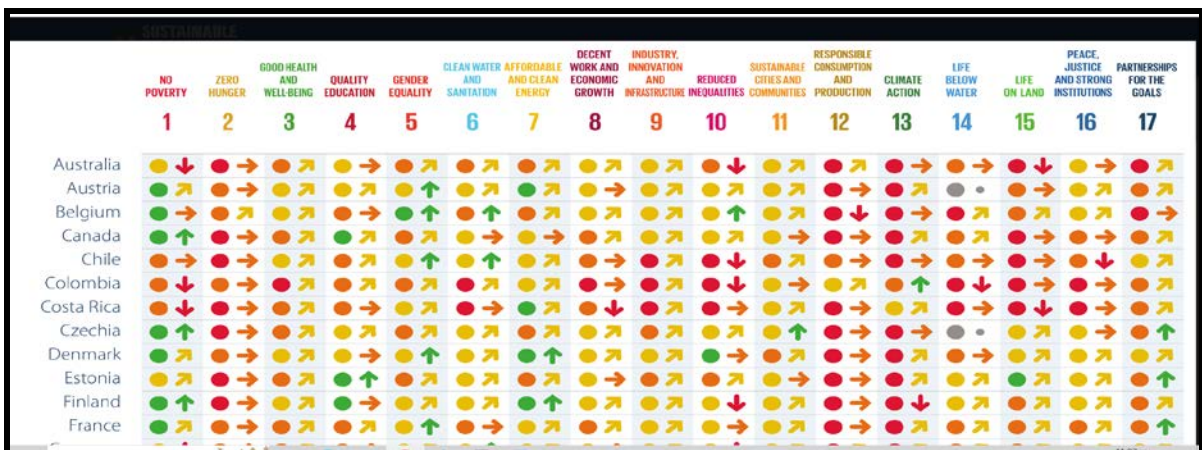 SUSTAINABLE
NO POVERTY
ZERO HUNGER
GOOD HEALTH AND WELL-BEING
QUALITY EDUCATION
GENDER EQUALITY
CLEAN WATER AND SANITATION
AFFORDABLE AND CLEAN ENERGY
DECENT WORK AND ECONOMIC GROWTH
INDUSTRY, INNOVATION AND INFRASTRUCTURE
REDUCED INEQUALITIES
SUSTAINABLE CITIES AND COMMUNITIES
RESPONSIBLE CONSUMPTION AND PRODUCTION
CLIMATE ACTION
LIFE BELOW WATER
LIFE ON LAND
PEACE, JUSTICE AND STRONG INSTITUTIONS
PARTNERSHIPS FOR THE GOALS
1 2 3 4 5 6 7 8 9 10 11 12 13 14 15 16 17
Australia
Austria
Belgium
Canada
Chile
Colombia
Costa Rica
Czechia
Denmark
Estonia
Finland
France